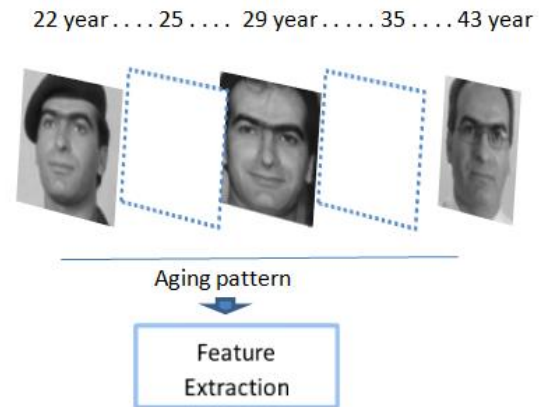 22 year . . . . 25 . . . . 29 year . . . . . 35 . . . . 43 year
Aging pattern
Feature
Extraction